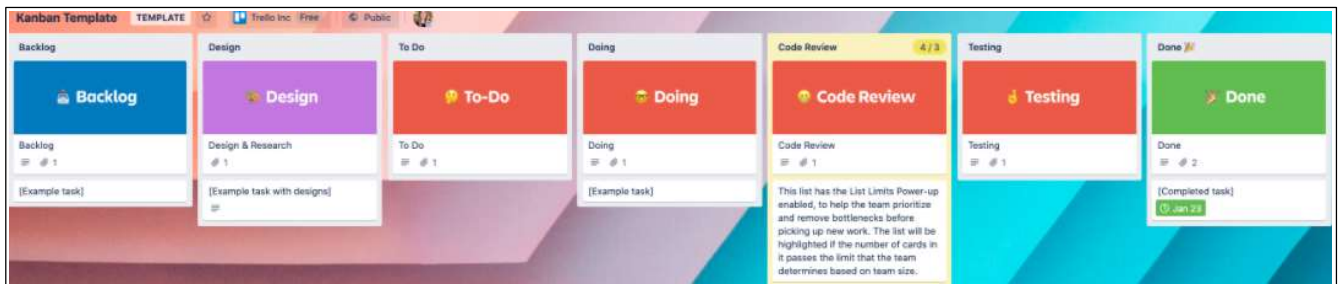 Kanban Template TEMPLATE Trello Inc Free Public
Backlog
Backlog
Backlog
1
[Example task]
Design
Design
Design & Research
1
[Example task with designs]
To Do
To-Do
To Do
1
Doing
Doing
Doing
1
[Example task]
Code Review 4/3
Code Review
Code Review
1
This list has the List Limits Power-up
enabled, to help the team prioritize
and remove bottlenecks before
picking up new work. The list will be
highlighted if the number of cards in
it passes the limit that the team
determines based on team size.
Testing
Testing
Testing
1
Done 🎉
Done
Done
2
[Completed task]
Jan 23